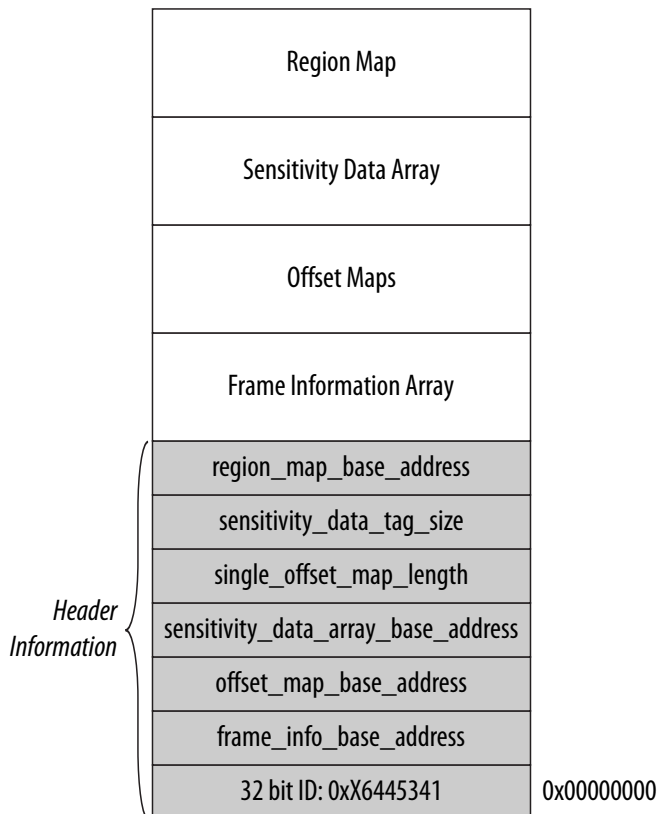 Region Map
Sensitivity Data Array
Offset Maps
Frame Information Array
region_map_base_address
sensitivity_data_tag_size
single_offset_map_length
Header
Information
sensitivity_data_array_base_address
offset_map_base_address
frame_info_base_address
32 bit ID: 0xX6445341 0x00000000